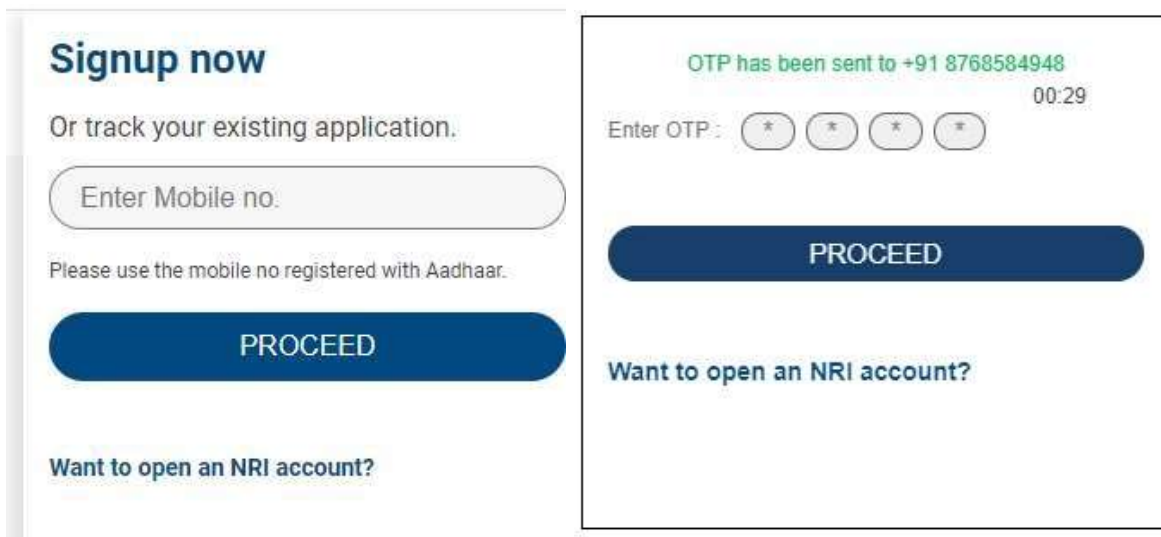 Signup now
Or track your existing application.
Enter Mobile no.
Please use the mobile no registered with Aadhaar.
PROCEED
Want to open an NRI account?
OTP has been sent to +91 8768584948
00:29
Enter OTP : * * * *
PROCEED
Want to open an NRI account?